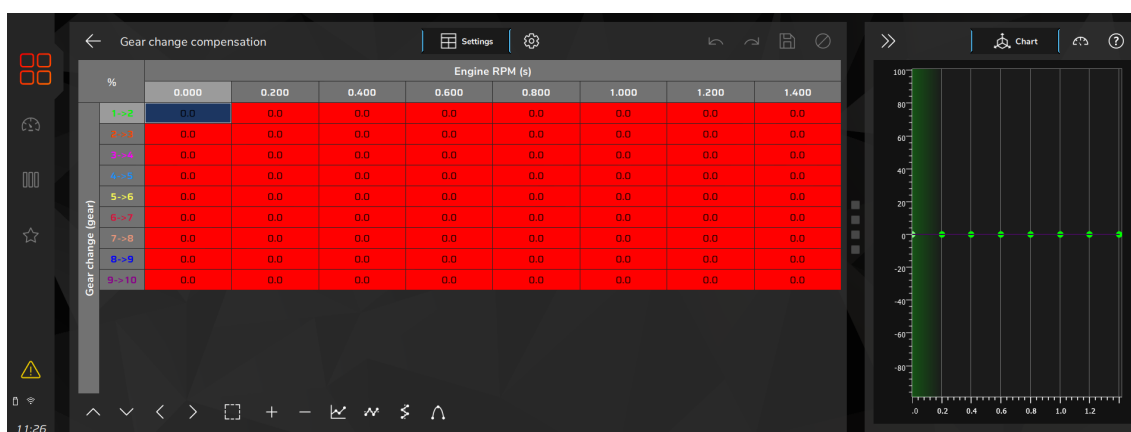 Gear change compensation
Settings
Chart
?
%
Engine RPM (s)
0.000 0.200 0.400 0.600 0.800 1.000 1.200 1.400
Gear change (gear)
1->2 0.0 0.0 0.0 0.0 0.0 0.0 0.0 0.0
2->3 0.0 0.0 0.0 0.0 0.0 0.0 0.0 0.0
3->4 0.0 0.0 0.0 0.0 0.0 0.0 0.0 0.0
4->5 0.0 0.0 0.0 0.0 0.0 0.0 0.0 0.0
5->6 0.0 0.0 0.0 0.0 0.0 0.0 0.0 0.0
6->7 0.0 0.0 0.0 0.0 0.0 0.0 0.0 0.0
7->8 0.0 0.0 0.0 0.0 0.0 0.0 0.0 0.0
8->9 0.0 0.0 0.0 0.0 0.0 0.0 0.0 0.0
9->10 0.0 0.0 0.0 0.0 0.0 0.0 0.0 0.0
11:26
100
80
60
40
20
0
-20
-40
-60
-80
.0 0.2 0.4 0.6 0.8 1.0 1.2